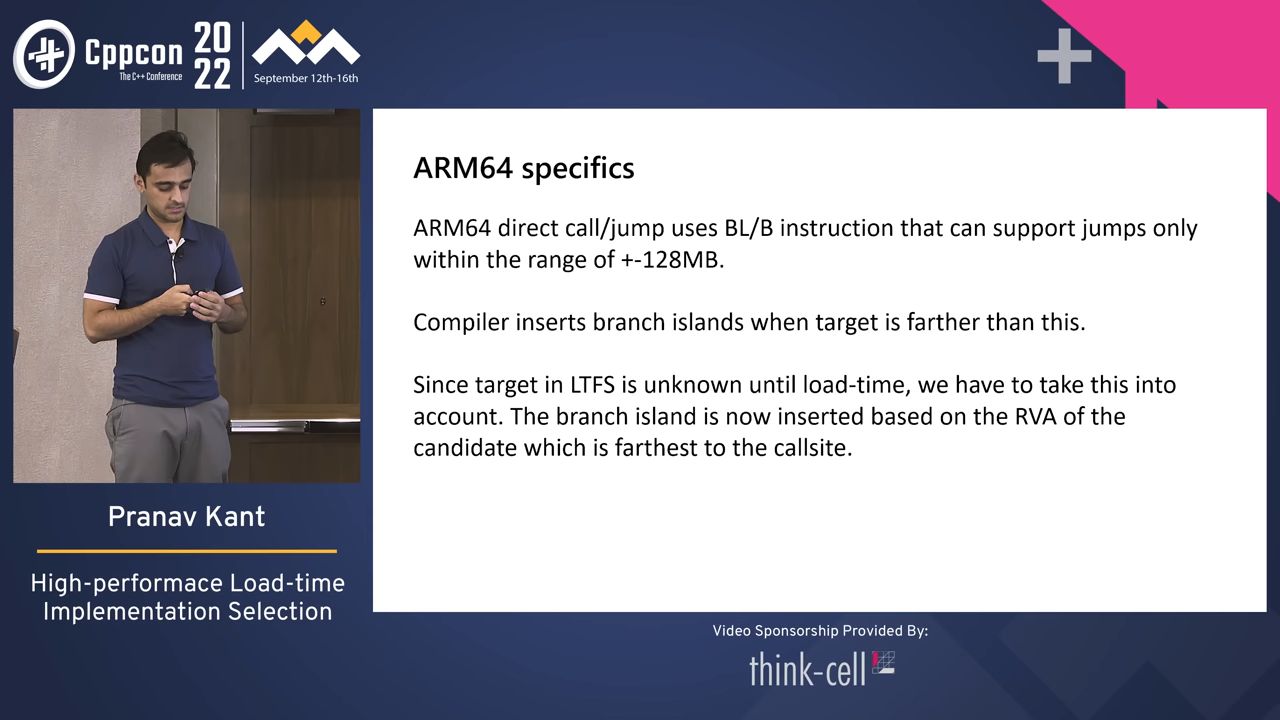 Cppcon
The C++ Conference
20
22
September 12th-16th
ARM64 specifics
ARM64 direct call/jump uses BL/B instruction that can support jumps only
within the range of +-128MB.
Compiler inserts branch islands when target is farther than this.
Since target in LTFS is unknown until load-time, we have to take this into
account. The branch island is now inserted based on the RVA of the
candidate which is farthest to the callsite.
Pranav Kant
High-performace Load-time
Implementation Selection
Video Sponsorship Provided By:
think-cell